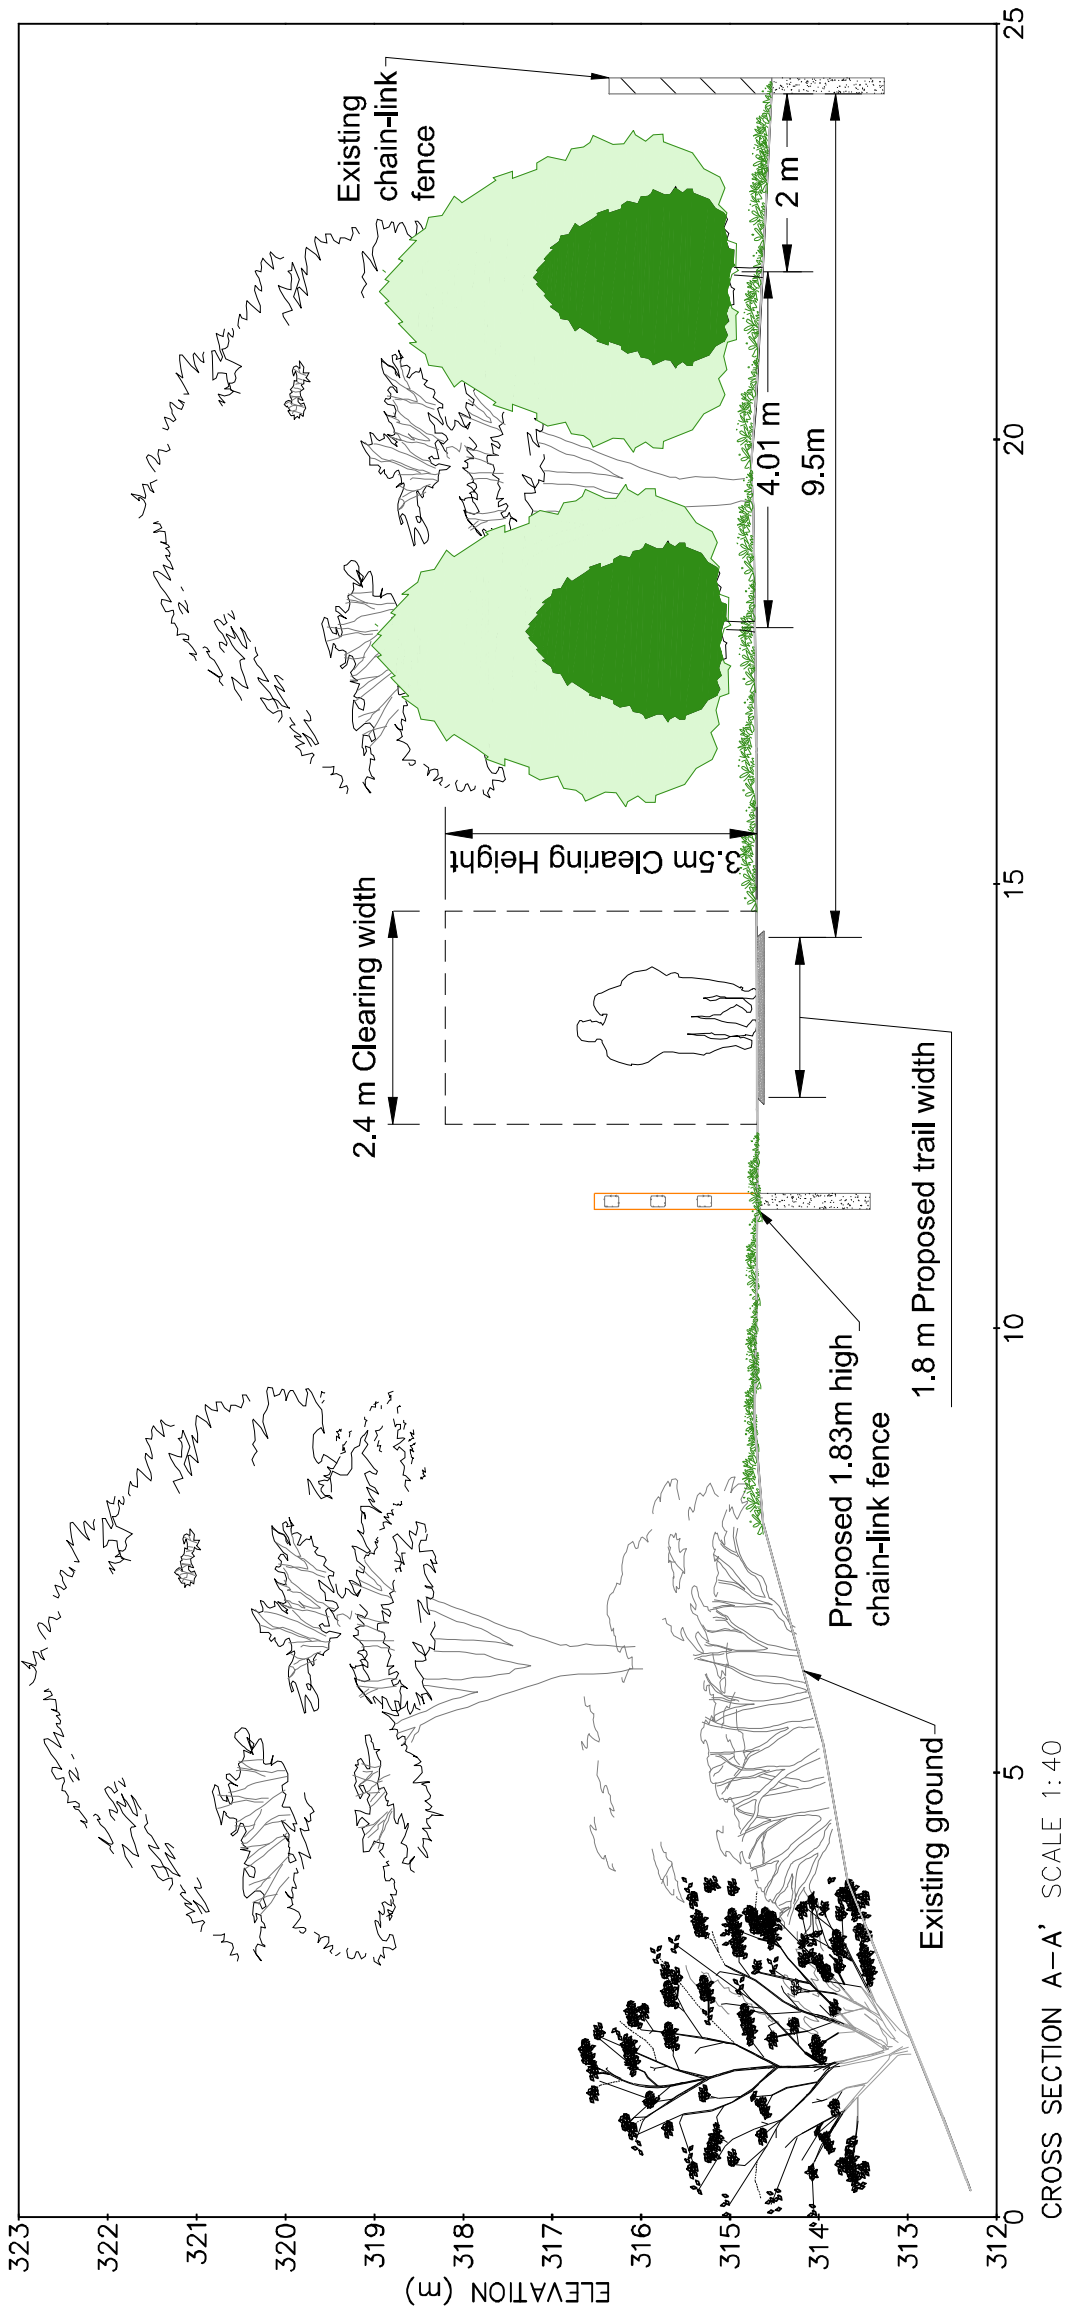 323
322
321
320
319
318
317
316
315
314
313
312
ELEVATION (m)
0
5
10
15
20
25
Existing
chain-link
fence
2.4 m Clearing width
3.5m Clearing Height
2 m
4.01 m
9.5m
1.8 m Proposed trail width
Proposed 1.83m high
chain-link fence
Existing ground
CROSS SECTION A-A' SCALE 1:40